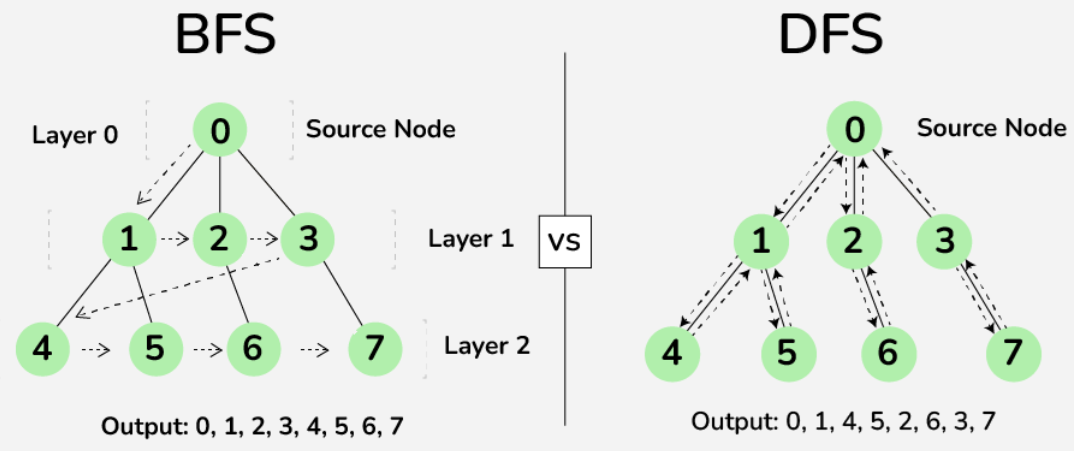 BFS
Layer 0
0
Source Node
1
2
3
Layer 1
4
5
6
7
Layer 2
Output: 0, 1, 2, 3, 4, 5, 6, 7
VS
DFS
0
Source Node
1
2
3
4
5
6
7
Output: 0, 1, 4, 5, 2, 6, 3, 7